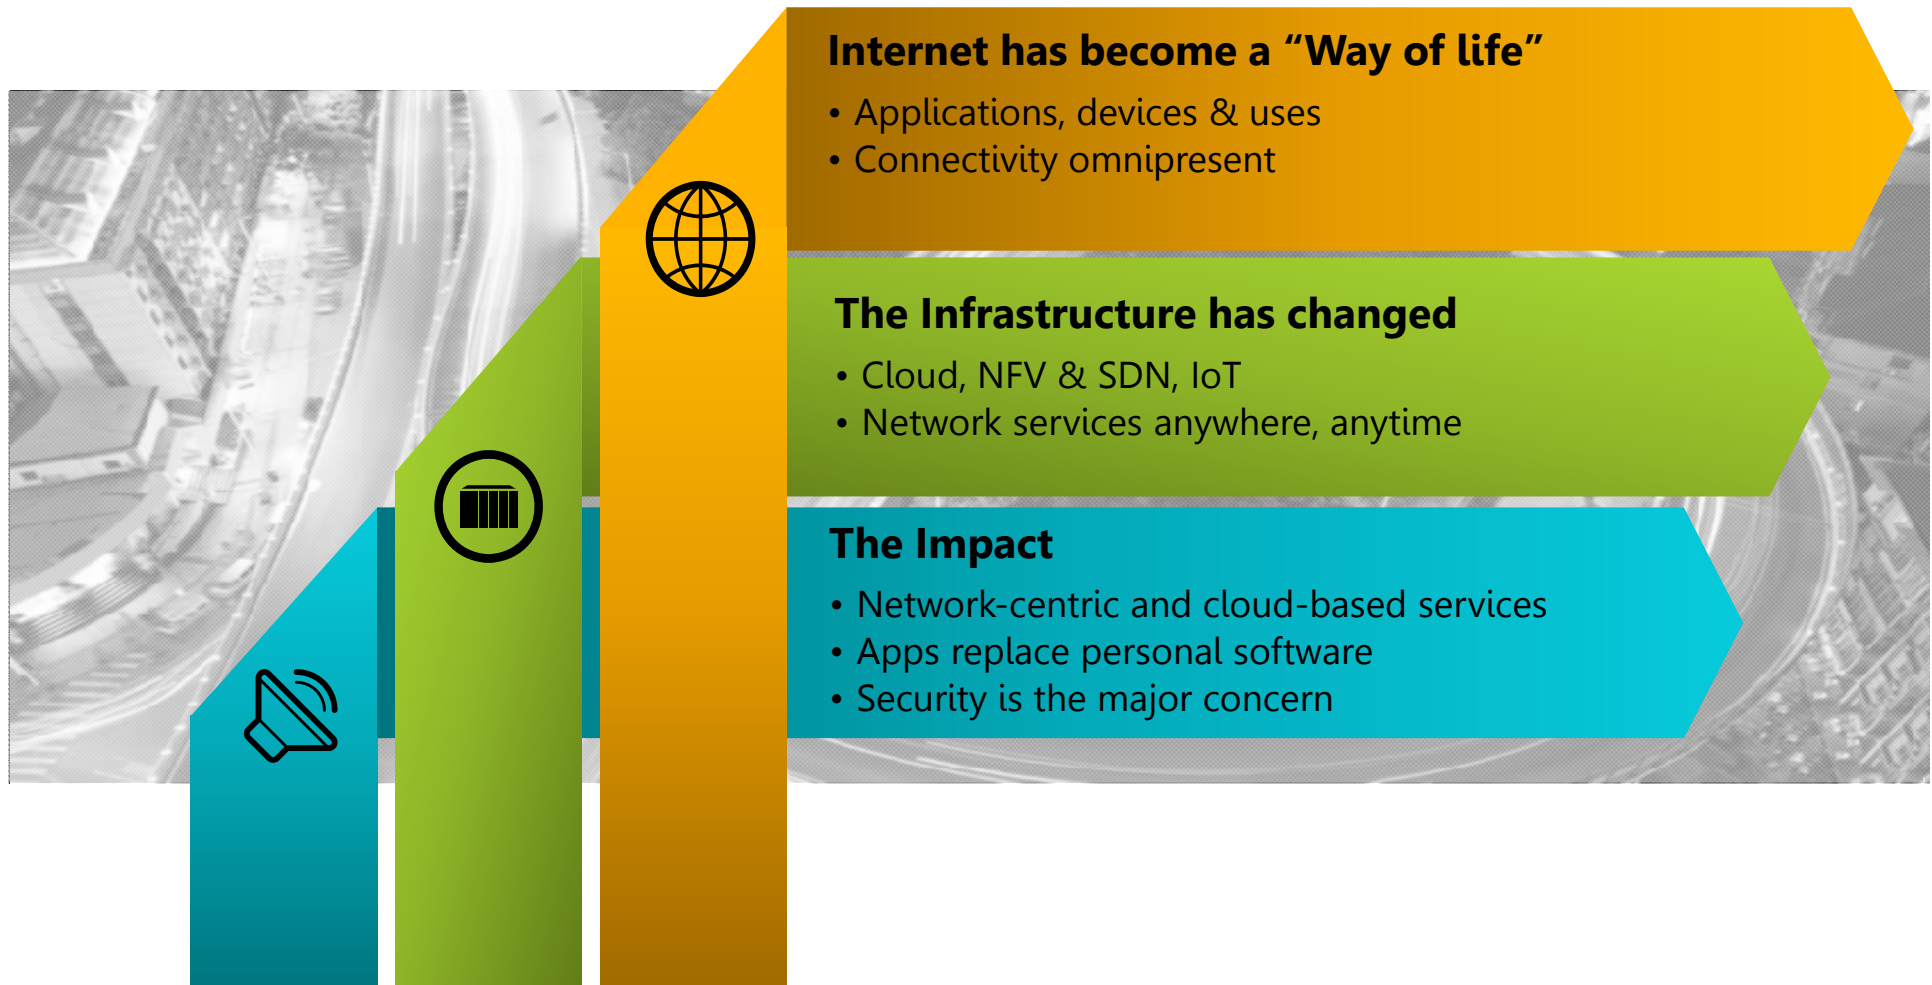 Internet has become a “Way of life”
• Applications, devices & uses
• Connectivity omnipresent
The Infrastructure has changed
• Cloud, NFV & SDN, IoT
• Network services anywhere, anytime
The Impact
• Network-centric and cloud-based services
• Apps replace personal software
• Security is the major concern